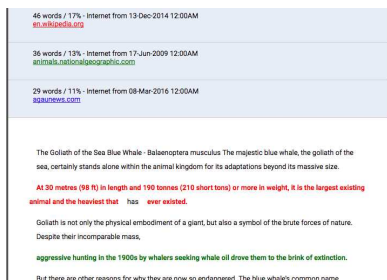 46 words / 17% - Internet from 13-Dec-2014 12:00AM
en.wikipedia.org
36 words / 13% - Internet from 17-Jun-2009 12:00AM
animals.nationalgeographic.com
29 words / 11% - Internet from 08-Mar-2016 12:00AM
agaunews.com
The Goliath of the Sea Blue Whale - Balaenoptera musculus The majestic blue whale, the goliath of the
sea, certainly stands alone within the animal kingdom for its adaptations beyond its massive size.
At 30 metres (98 ft) in length and 190 tonnes (210 short tons) or more in weight, it is the largest existing
animal and the heaviest that has ever existed.
Goliath is not only the physical embodiment of a giant, but also a symbol of the brute forces of nature.
Despite their incomparable mass,
aggressive hunting in the 1900s by whalers seeking whale oil drove them to the brink of extinction.
But there are other reasons for why they are now so endangered. The blue whale's common name